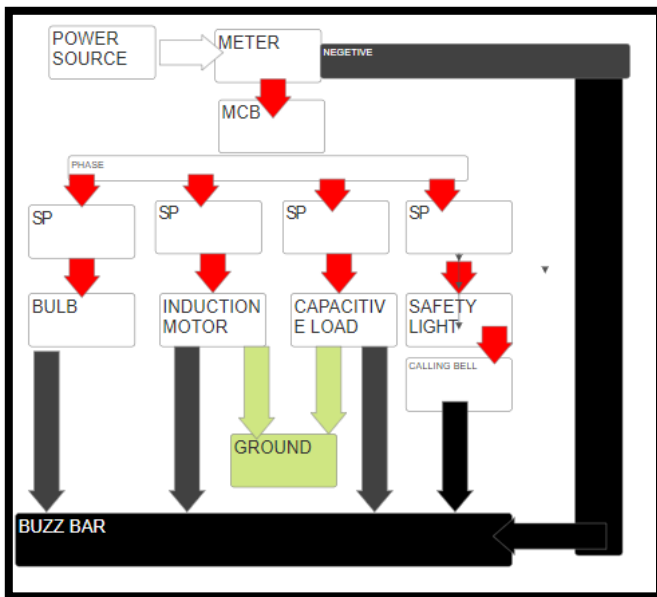 POWER
SOURCE
METER
NEGETIVE
MCB
PHASE
SP
SP
SP
SP
BULB
INDUCTION
MOTOR
CAPACITIV
E LOAD
SAFETY
LIGHT
CALLING BELL
GROUND
BUZZ BAR